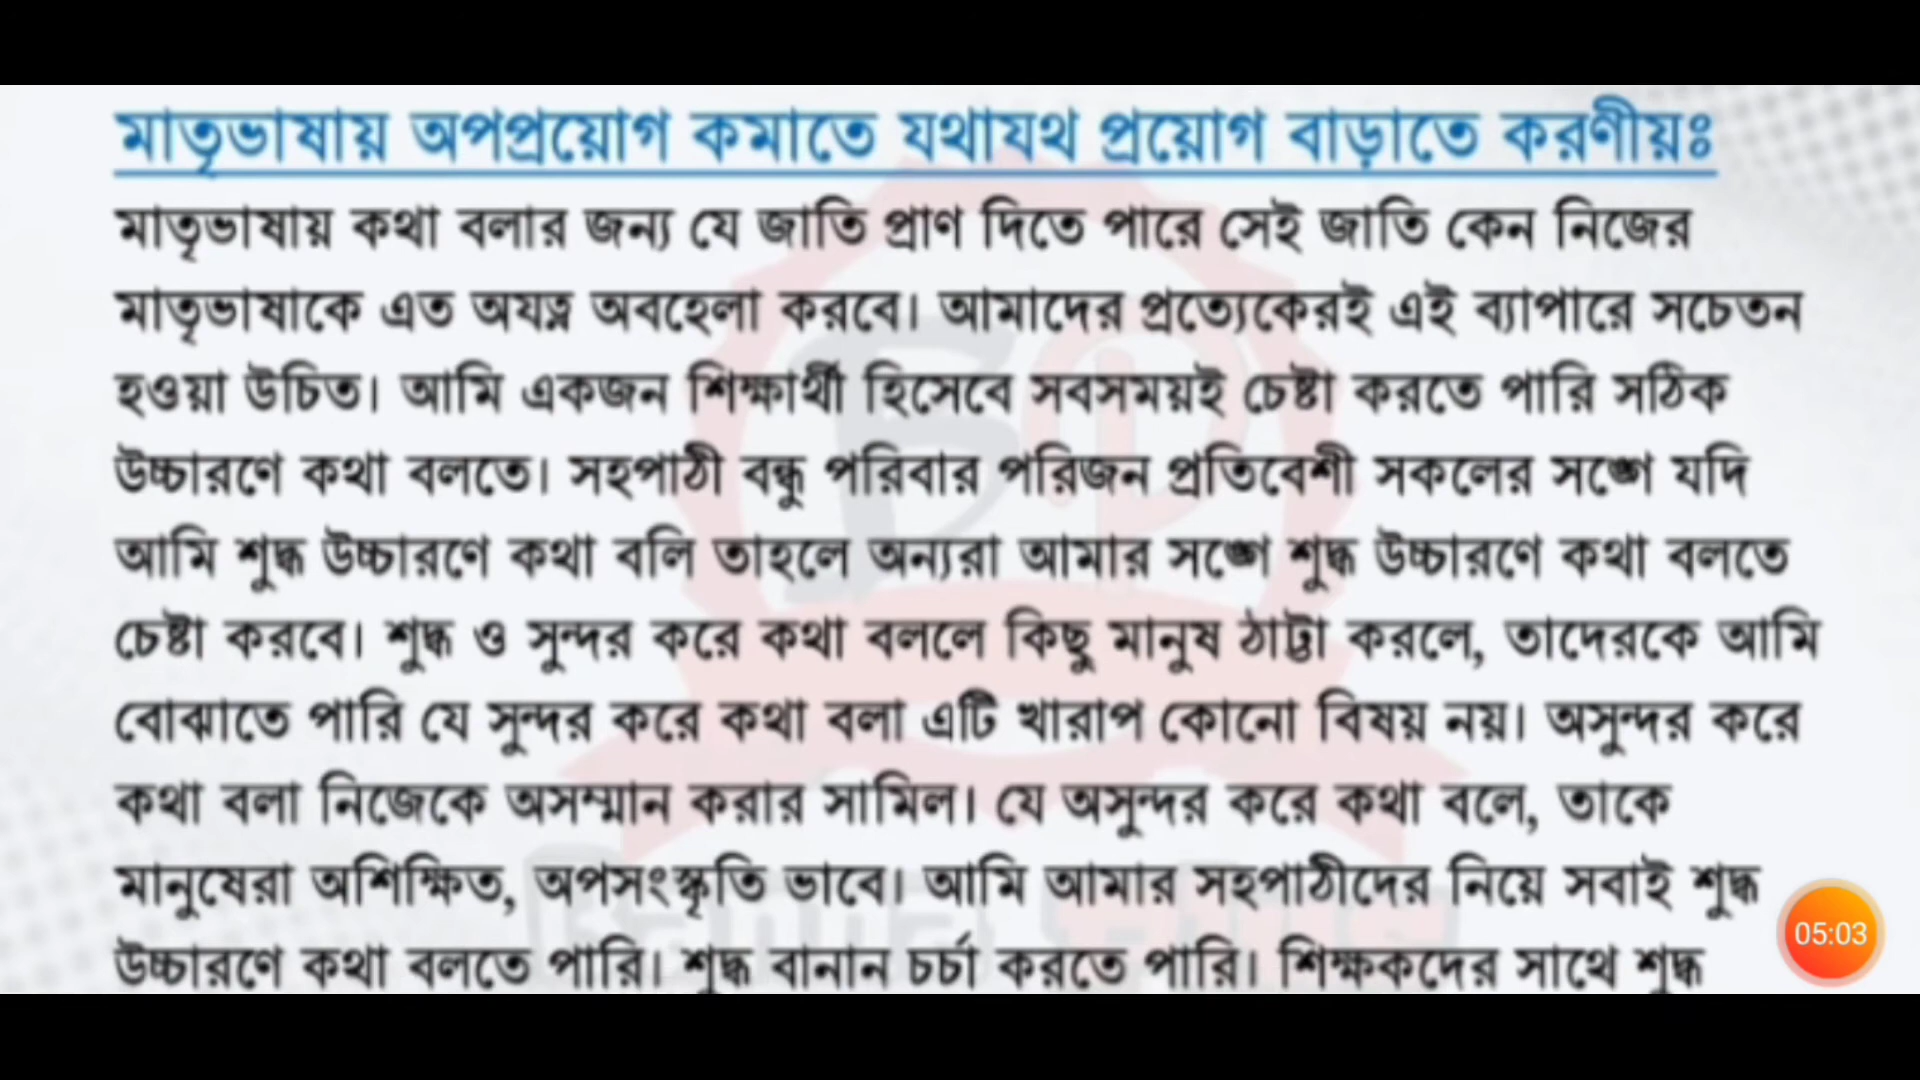 মাতৃভাষায় অপপ্রয়োগ কমাতে যথাযথ প্রয়োগ বাড়াতে করণীয়ঃ
মাতৃভাষায় কথা বলার জন্য যে জাতি প্রাণ দিতে পারে সেই জাতি কেন নিজের
মাতৃভাষাকে এত অযত্ন অবহেলা করবে। আমাদের প্রত্যেকেরই এই ব্যাপারে সচেতন
হওয়া উচিত। আমি একজন শিক্ষার্থী হিসেবে সবসময়ই চেষ্টা করতে পারি সঠিক
উচ্চারণে কথা বলতে। সহপাঠী বন্ধু পরিবার পরিজন প্রতিবেশী সকলের সঙ্গে যদি
আমি শুদ্ধ উচ্চারণে কথা বলি তাহলে অন্যরা আমার সঙ্গে শুদ্ধ উচ্চারণে কথা বলতে
চেষ্টা করবে। শুদ্ধ ও সুন্দর করে কথা বললে কিছু মানুষ ঠাট্টা করলে, তাদেরকে আমি
বোঝাতে পারি যে সুন্দর করে কথা বলা এটি খারাপ কোনো বিষয় নয়। অসুন্দর করে
কথা বলা নিজেকে অসম্মান করার সামিল। যে অসুন্দর করে কথা বলে, তাকে
মানুষেরা অশিক্ষিত, অপসংস্কৃতি ভাবে। আমি আমার সহপাঠীদের নিয়ে সবাই শুদ্ধ
উচ্চারণে কথা বলতে পারি। শুদ্ধ বানান চর্চা করতে পারি। শিক্ষকদের সাথে শুদ্ধ
05:03